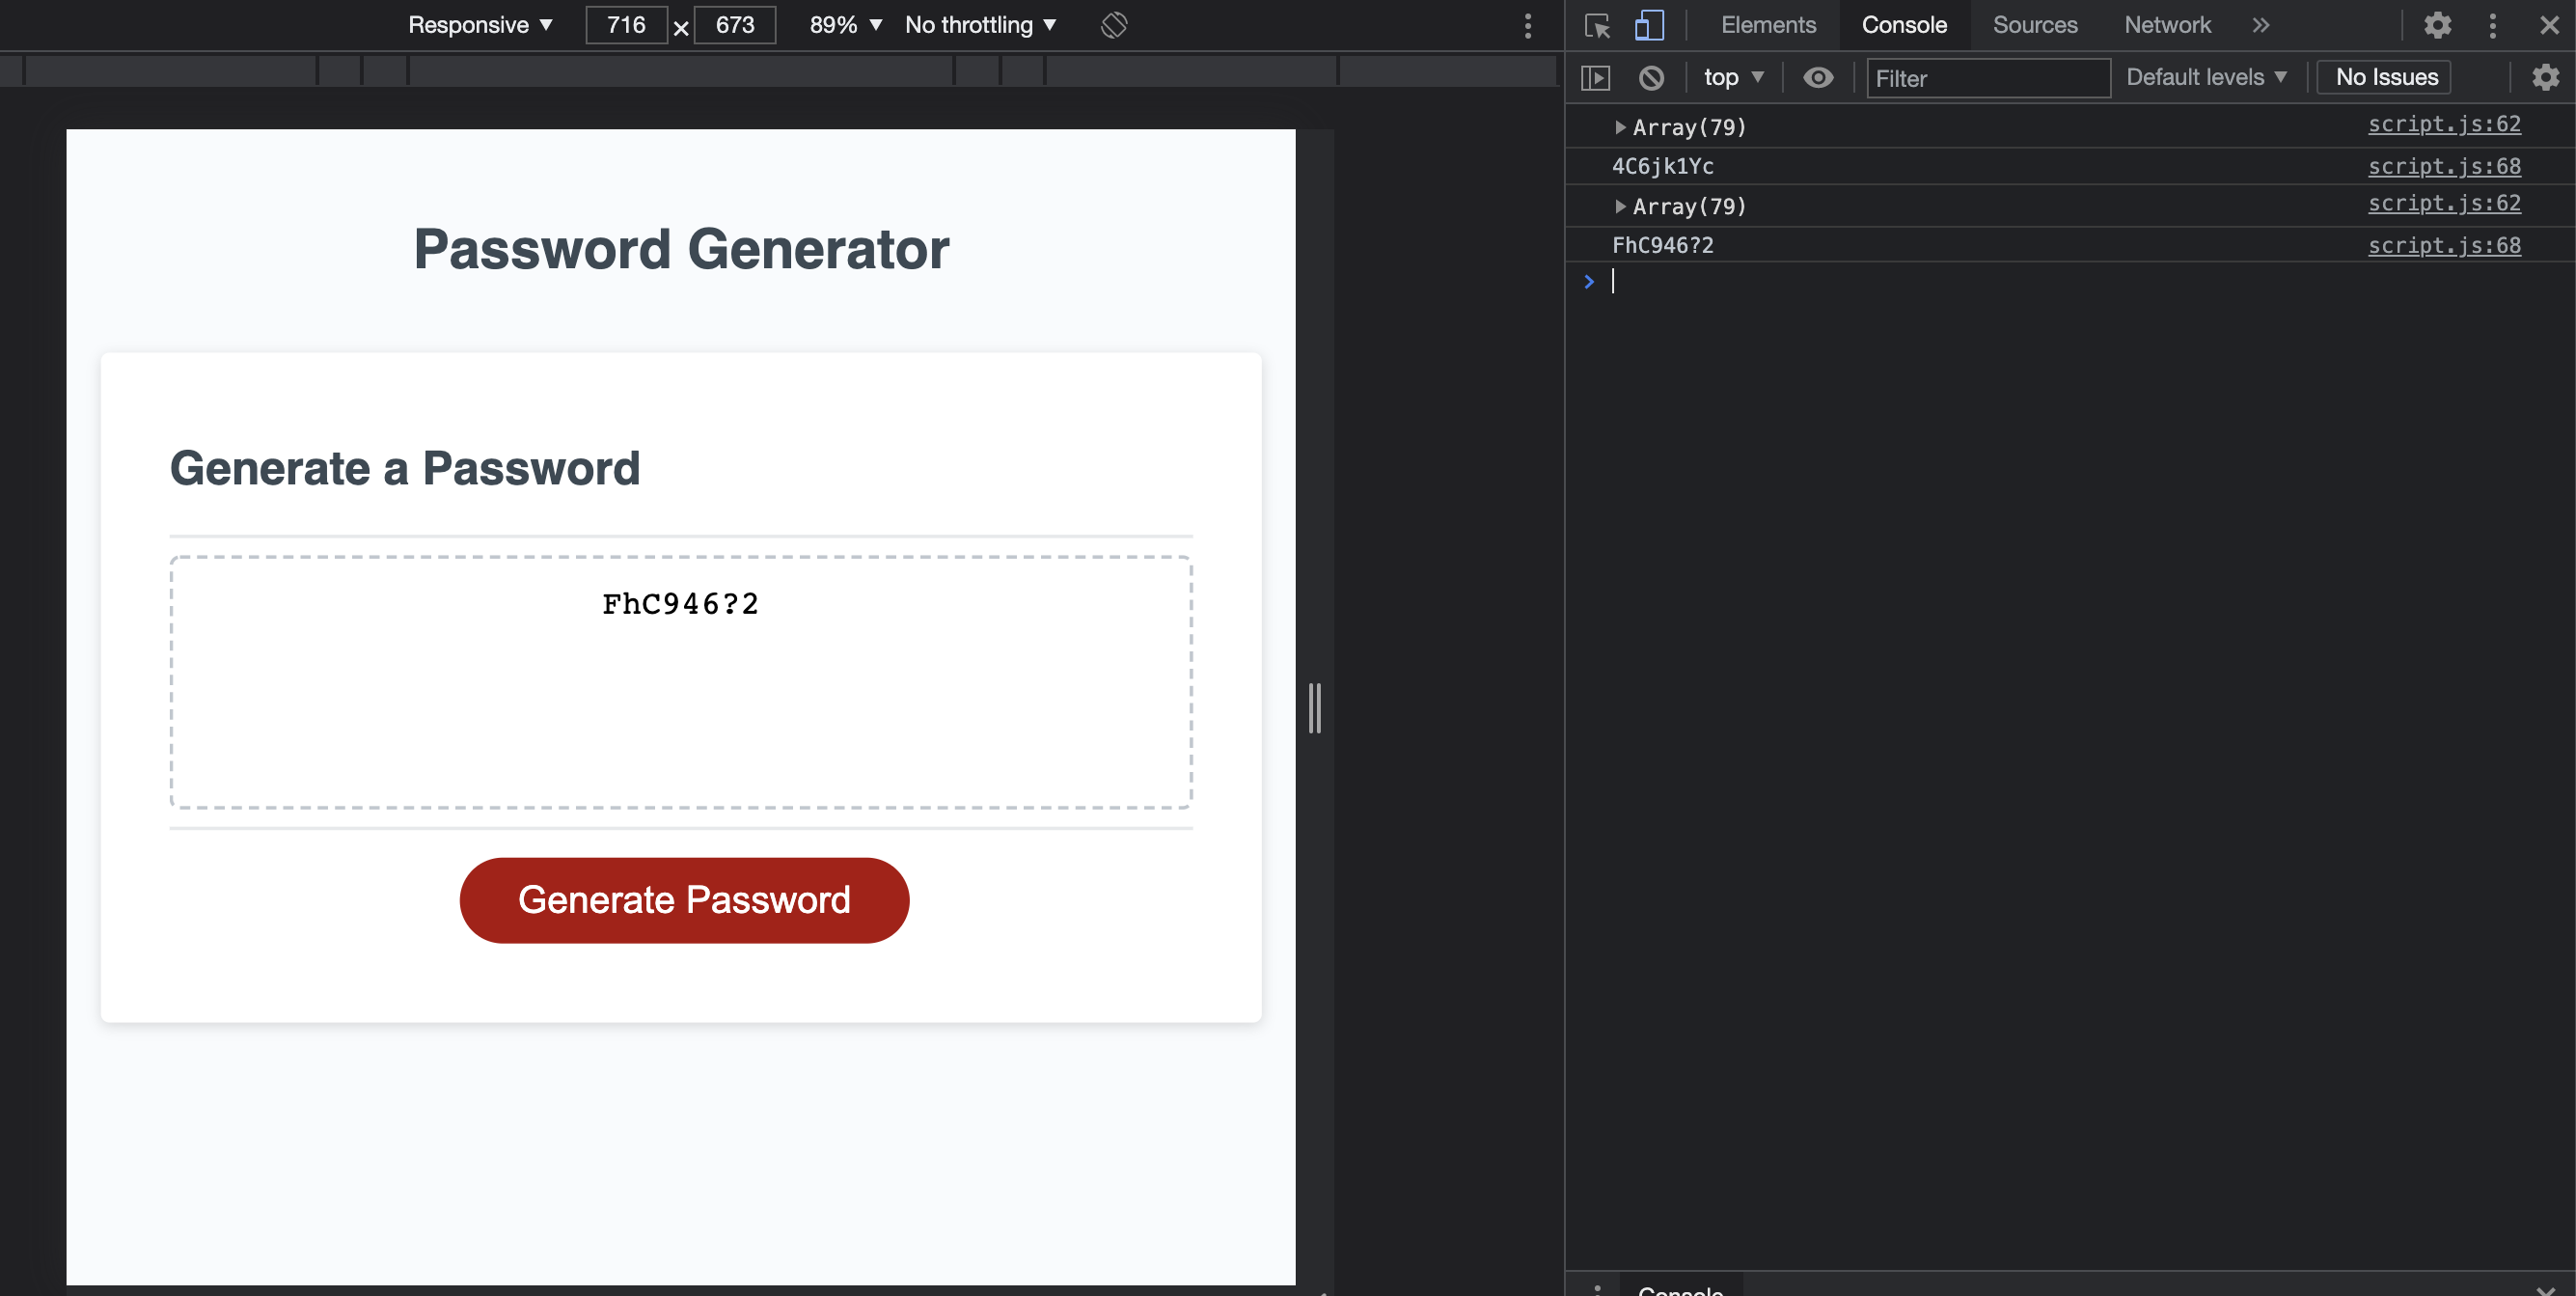 Responsive ▼ 716 × 673 89% ▼ No throttling ▼
Elements Console Sources Network »
top ▼ Filter Default levels ▼ No Issues
Array(79) script.js:62
4C6jk1Yc script.js:68
Array(79) script.js:62
FhC946?2 script.js:68
Password Generator
Generate a Password
FhC946?2
Generate Password
Console